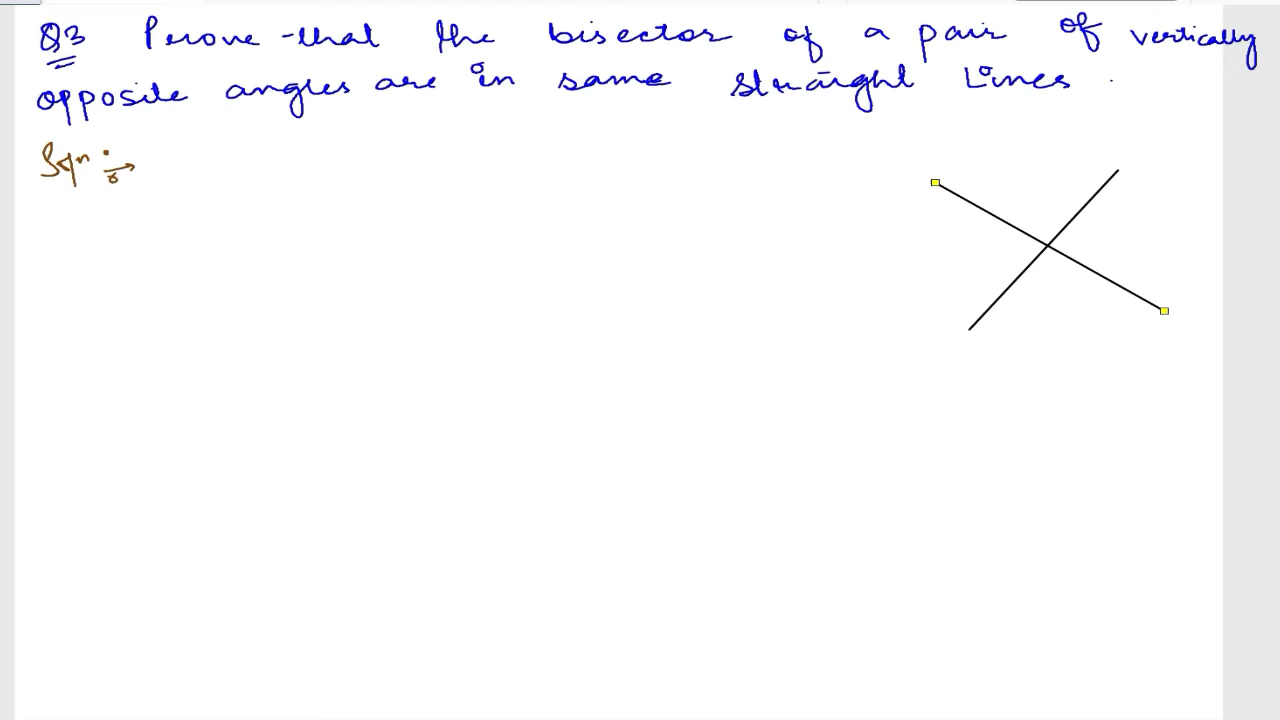 Q3 Prove that the bisector of a pair of vertically
opposite angles are in same straight Lines.
Solⁿ :→